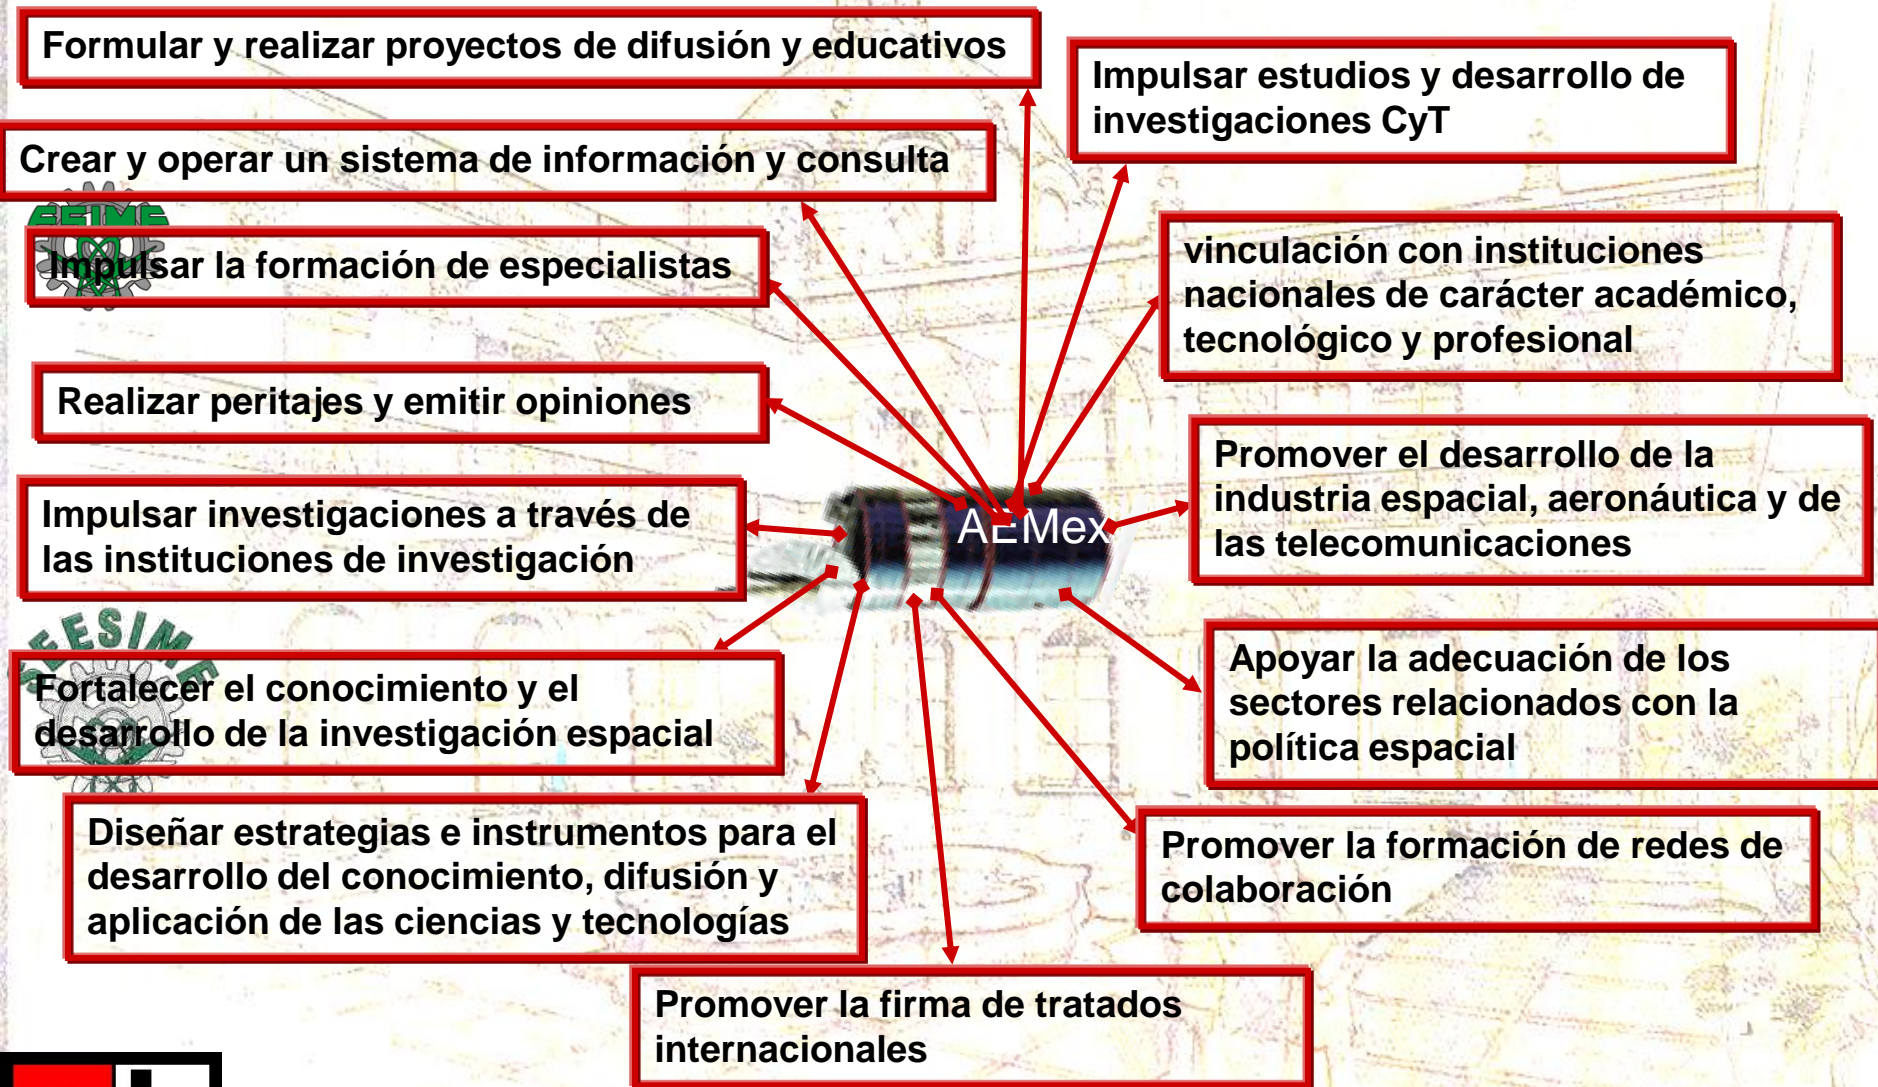 Formular y realizar proyectos de difusión y educativos
Impulsar estudios y desarrollo de
investigaciones CyT
Crear y operar un sistema de información y consulta
Impulsar la formación de especialistas
vinculación con instituciones
nacionales de carácter académico,
tecnológico y profesional
Realizar peritajes y emitir opiniones
Promover el desarrollo de la
industria espacial, aeronáutica y de
las telecomunicaciones
Impulsar investigaciones a través de
las instituciones de investigación
AEMex
Fortalecer el conocimiento y el
desarrollo de la investigación espacial
Apoyar la adecuación de los
sectores relacionados con la
política espacial
Diseñar estrategias e instrumentos para el
desarrollo del conocimiento, difusión y
aplicación de las ciencias y tecnologías
Promover la formación de redes de
colaboración
Promover la firma de tratados
internacionales